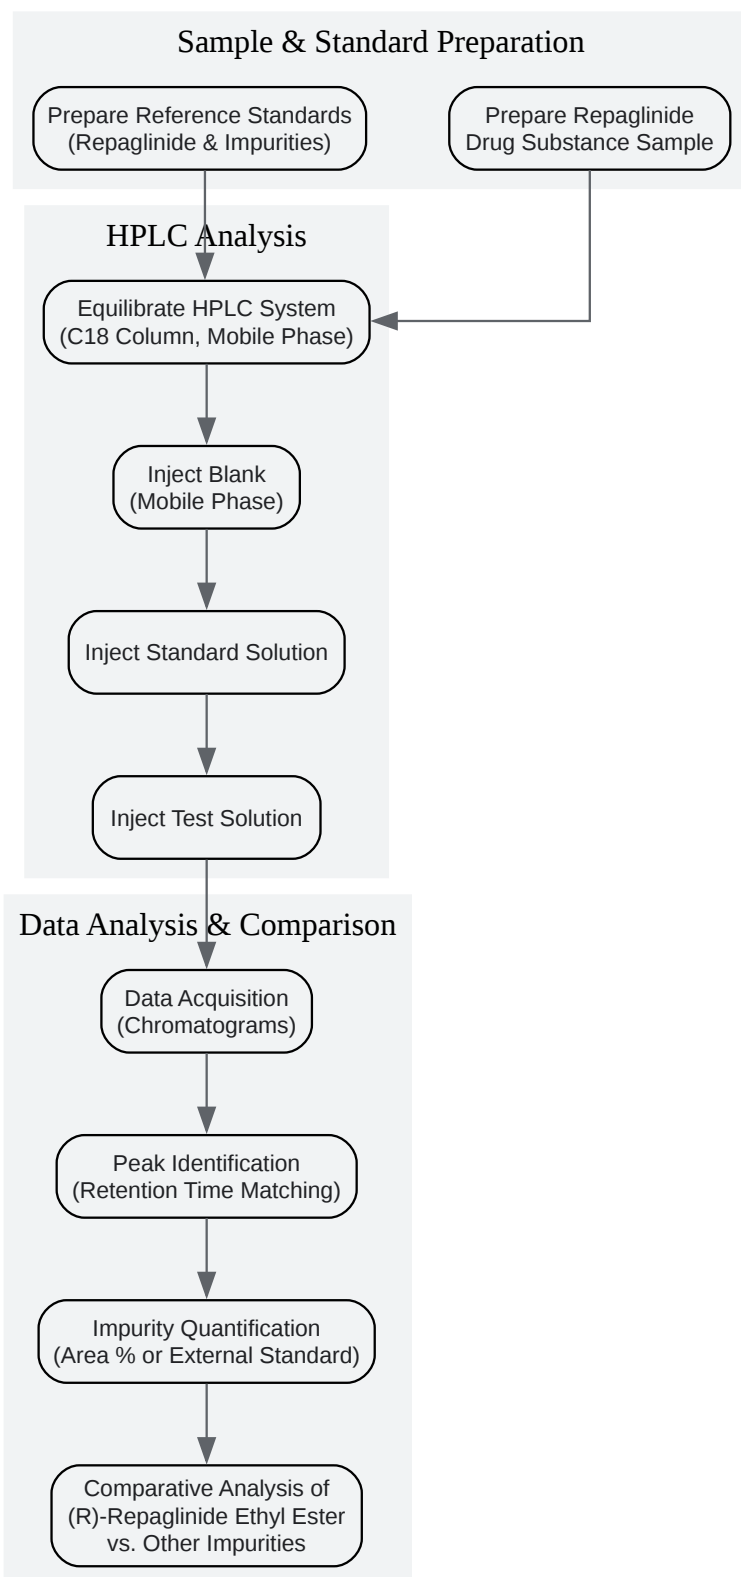 Sample & Standard Preparation
Prepare Reference Standards
(Repaglinide & Impurities)
Prepare Repaglinide
Drug Substance Sample
HPLC Analysis
Equilibrate HPLC System
(C18 Column, Mobile Phase)
Inject Blank
(Mobile Phase)
Inject Standard Solution
Inject Test Solution
Data Analysis & Comparison
Data Acquisition
(Chromatograms)
Peak Identification
(Retention Time Matching)
Impurity Quantification
(Area % or External Standard)
Comparative Analysis of
(R)-Repaglinide Ethyl Ester
vs. Other Impurities